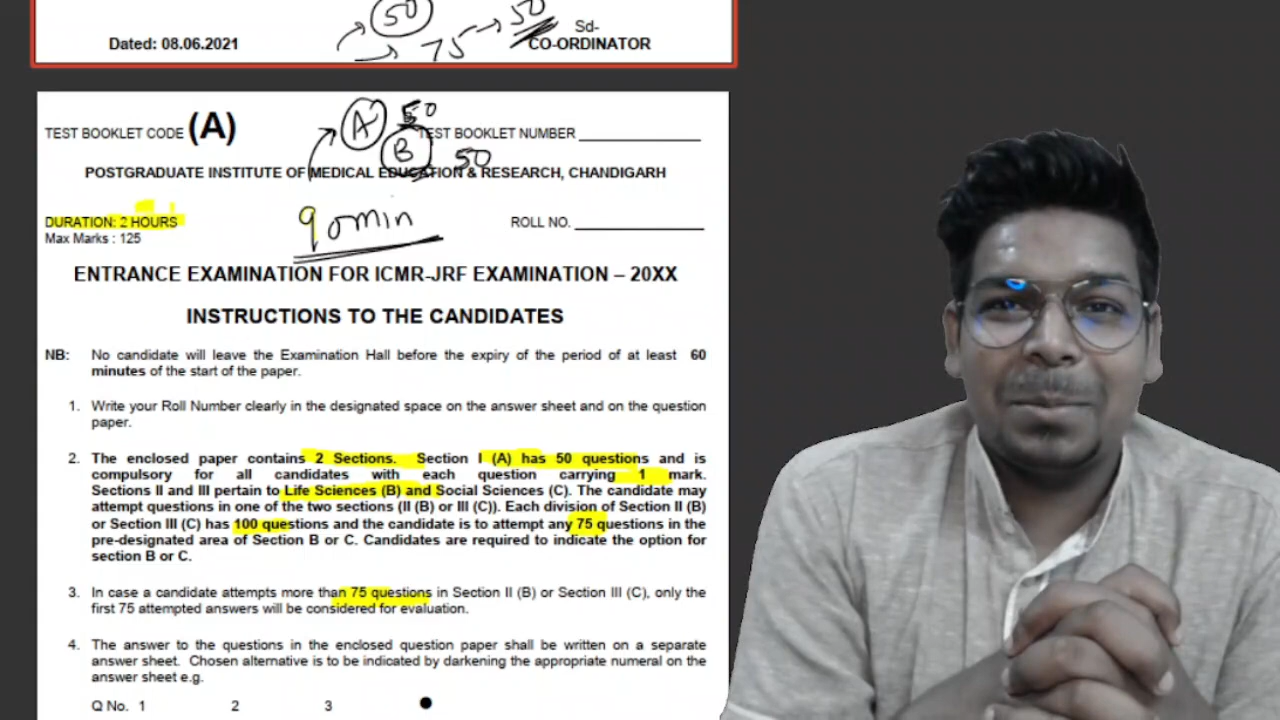 50
75 → 50
Sd-
Dated: 08.06.2021
CO-ORDINATOR
A 50
TEST BOOKLET CODE (A)
TEST BOOKLET NUMBER
B 50
POSTGRADUATE INSTITUTE OF MEDICAL EDUCATION & RESEARCH, CHANDIGARH
DURATION: 2 HOURS
90 min
ROLL NO.
Max Marks : 125
ENTRANCE EXAMINATION FOR ICMR-JRF EXAMINATION – 20XX
INSTRUCTIONS TO THE CANDIDATES
NB: No candidate will leave the Examination Hall before the expiry of the period of at least 60
minutes of the start of the paper.
1. Write your Roll Number clearly in the designated space on the answer sheet and on the question
paper.
2. The enclosed paper contains 2 Sections. Section I (A) has 50 questions and is
compulsory for all candidates with each question carrying 1 mark.
Sections II and III pertain to Life Sciences (B) and Social Sciences (C). The candidate may
attempt questions in one of the two sections (II (B) or III (C)). Each division of Section II (B)
or Section III (C) has 100 questions and the candidate is to attempt any 75 questions in the
pre-designated area of Section B or C. Candidates are required to indicate the option for
section B or C.
3. In case a candidate attempts more than 75 questions in Section II (B) or Section III (C), only the
first 75 attempted answers will be considered for evaluation.
4. The answer to the questions in the enclosed question paper shall be written on a separate
answer sheet. Chosen alternative is to be indicated by darkening the appropriate numeral on the
answer sheet e.g.
Q No. 1 2 3